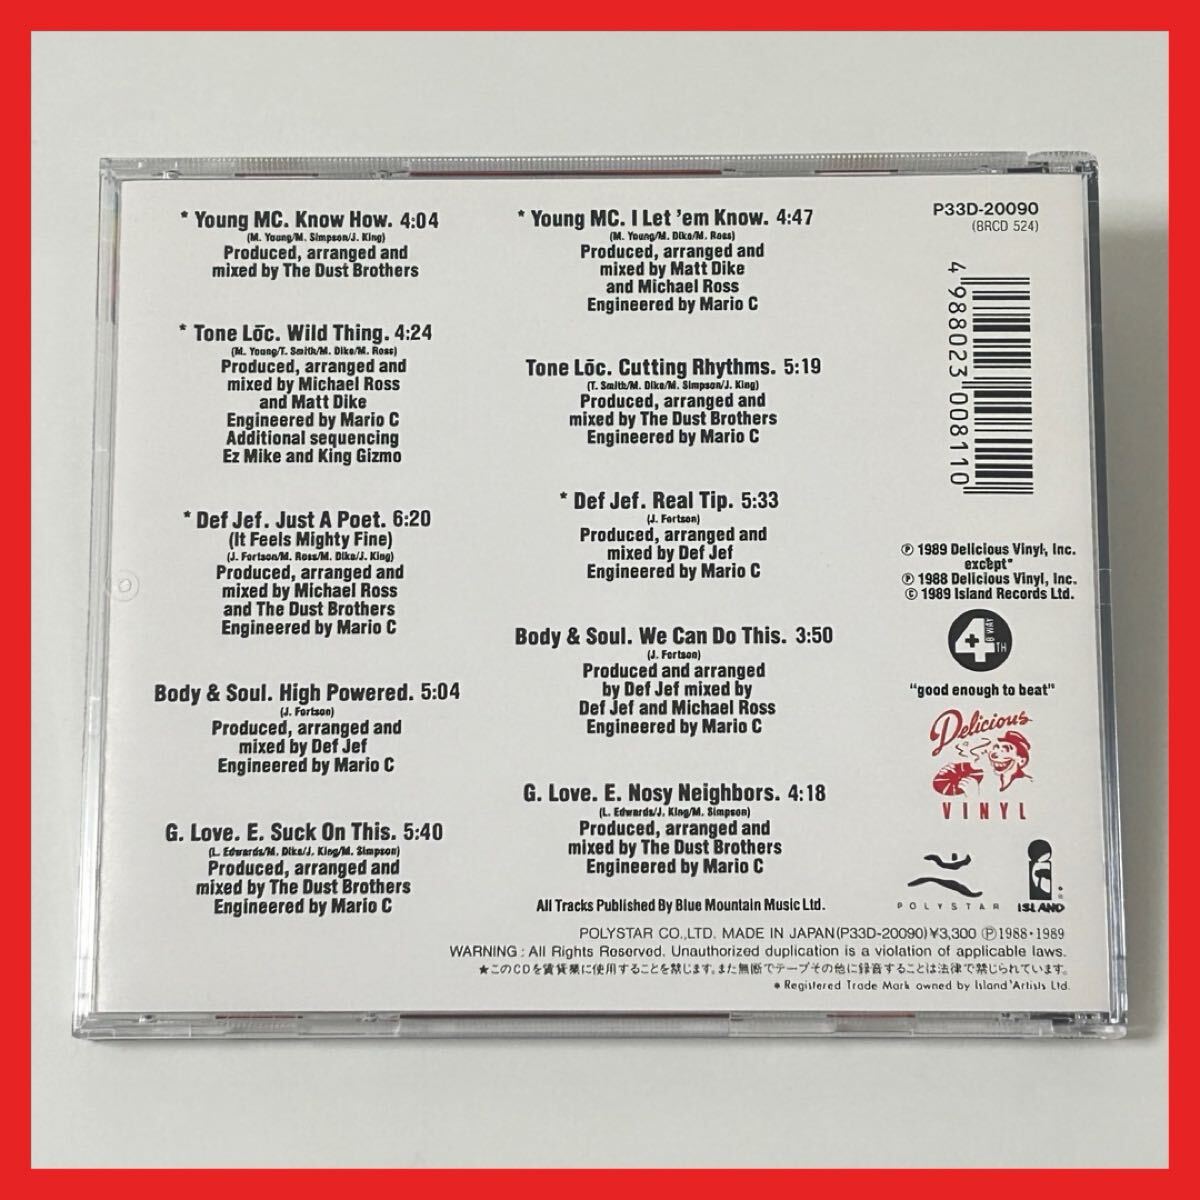 * Young MC. Know How. 4:04
(M. Young/M. Simpson/J. King)
Produced, arranged and
mixed by The Dust Brothers
* Tone Lōc. Wild Thing. 4:24
(M. Young/T. Smith/M. Dike/M. Ross)
Produced, arranged and
mixed by Michael Ross
and Matt Dike
Engineered by Mario C
Additional sequencing
Ez Mike and King Gizmo
* Def Jef. Just A Poet. 6:20
(It Feels Mighty Fine)
(J. Fortson/M. Ross/M. Dike/J. King)
Produced, arranged and
mixed by Michael Ross
and The Dust Brothers
Engineered by Mario C
Body & Soul. High Powered. 5:04
(J. Fortson)
Produced, arranged and
mixed by Def Jef
Engineered by Mario C
G. Love. E. Suck On This. 5:40
(L. Edwards/M. Dike/J. King/M. Simpson)
Produced, arranged and
mixed by The Dust Brothers
Engineered by Mario C
* Young MC. I Let 'em Know. 4:47
(M. Young/M. Dike/M. Ross)
Produced, arranged and
mixed by Matt Dike
and Michael Ross
Engineered by Mario C
Tone Lōc. Cutting Rhythms. 5:19
(T. Smith/M. Dike/M. Simpson/J. King)
Produced, arranged and
mixed by The Dust Brothers
Engineered by Mario C
* Def Jef. Real Tip. 5:33
(J. Fortson)
Produced, arranged and
mixed by Def Jef
Engineered by Mario C
Body & Soul. We Can Do This. 3:50
(J. Fortson)
Produced and arranged
by Def Jef mixed by
Def Jef and Michael Ross
Engineered by Mario C
G. Love. E. Nosy Neighbors. 4:18
(L. Edwards/J. King/M. Simpson)
Produced, arranged and
mixed by The Dust Brothers
Engineered by Mario C
All Tracks Published By Blue Mountain Music Ltd.
P33D-20090
(BRCD 524)
4 988023 008110
℗ 1989 Delicious Vinyl, Inc.
except*
℗ 1988 Delicious Vinyl, Inc.
© 1989 Island Records Ltd.
4TH + B'WAY
"good enough to beat"
Delicious
VINYL
POLYSTAR
ISLAND
POLYSTAR CO.,LTD. MADE IN JAPAN(P33D-20090)¥3,300 ℗1988・1989
WARNING : All Rights Reserved. Unauthorized duplication is a violation of applicable laws.
★このCDを賃貸業に使用することを禁じます。また無断でテープその他に録音することは法律で禁じられています。
* Registered Trade Mark owned by Island Artists Ltd.